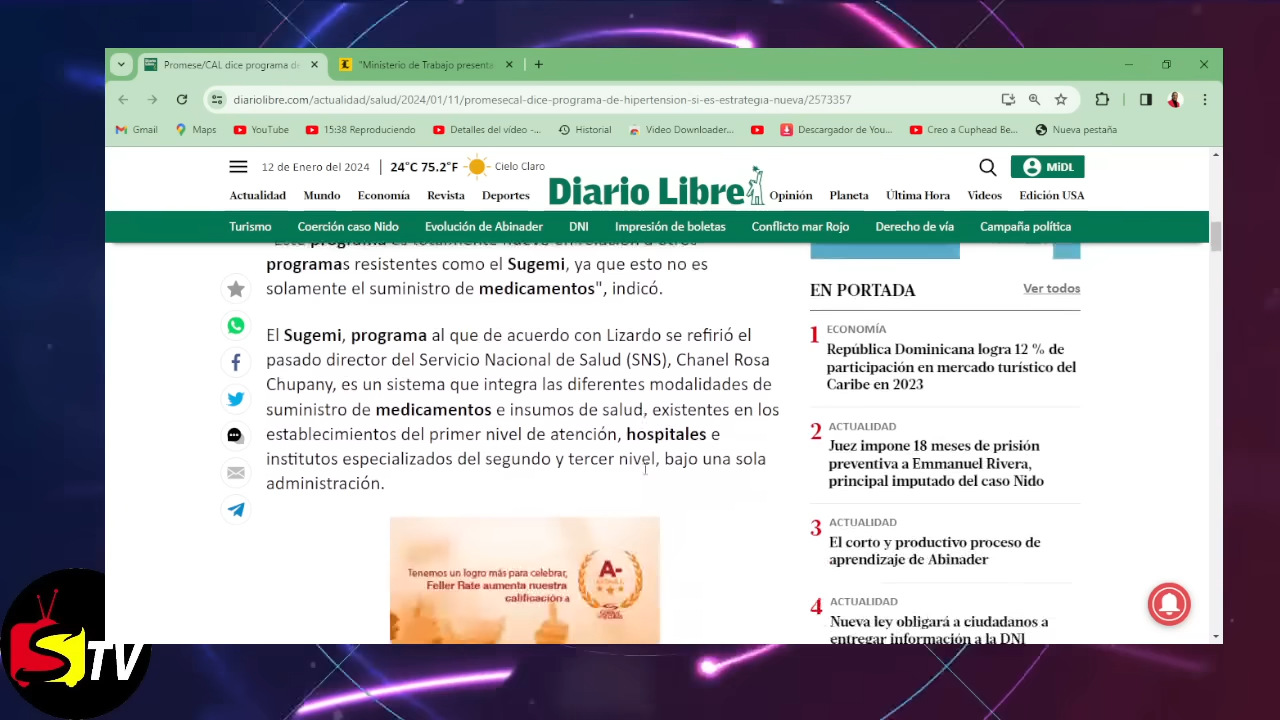 Promese/CAL dice programa de
"Ministerio de Trabajo presenta
diariolibre.com/actualidad/salud/2024/01/11/promesecal-dice-programa-de-hipertension-si-es-estrategia-nueva/2573357
Gmail Maps YouTube 15:38 Reproduciendo Detalles del vídeo -... Historial Video Downloader... Descargador de You... Creo a Cuphead Be... Nueva pestaña
12 de Enero del 2024 24°C 75.2°F Cielo Claro
MiDL
Diario Libre
Actualidad Mundo Economía Revista Deportes Opinión Planeta Última Hora Videos Edición USA
Turismo Coerción caso Nido Evolución de Abinader DNI Impresión de boletas Conflicto mar Rojo Derecho de vía Campaña política
programas resistentes como el Sugemi, ya que esto no es
solamente el suministro de medicamentos", indicó.
El Sugemi, programa al que de acuerdo con Lizardo se refirió el
pasado director del Servicio Nacional de Salud (SNS), Chanel Rosa
Chupany, es un sistema que integra las diferentes modalidades de
suministro de medicamentos e insumos de salud, existentes en los
establecimientos del primer nivel de atención, hospitales e
institutos especializados del segundo y tercer nivel, bajo una sola
administración.
Tenemos un logro más para celebrar,
Feller Rate aumenta nuestra
calificación a
A-
EN PORTADA Ver todos
1 ECONOMÍA
República Dominicana logra 12 % de
participación en mercado turístico del
Caribe en 2023
2 ACTUALIDAD
Juez impone 18 meses de prisión
preventiva a Emmanuel Rivera,
principal imputado del caso Nido
3 ACTUALIDAD
El corto y productivo proceso de
aprendizaje de Abinader
4 ACTUALIDAD
Nueva ley obligará a ciudadanos a
entregar información a la DNI
S TV